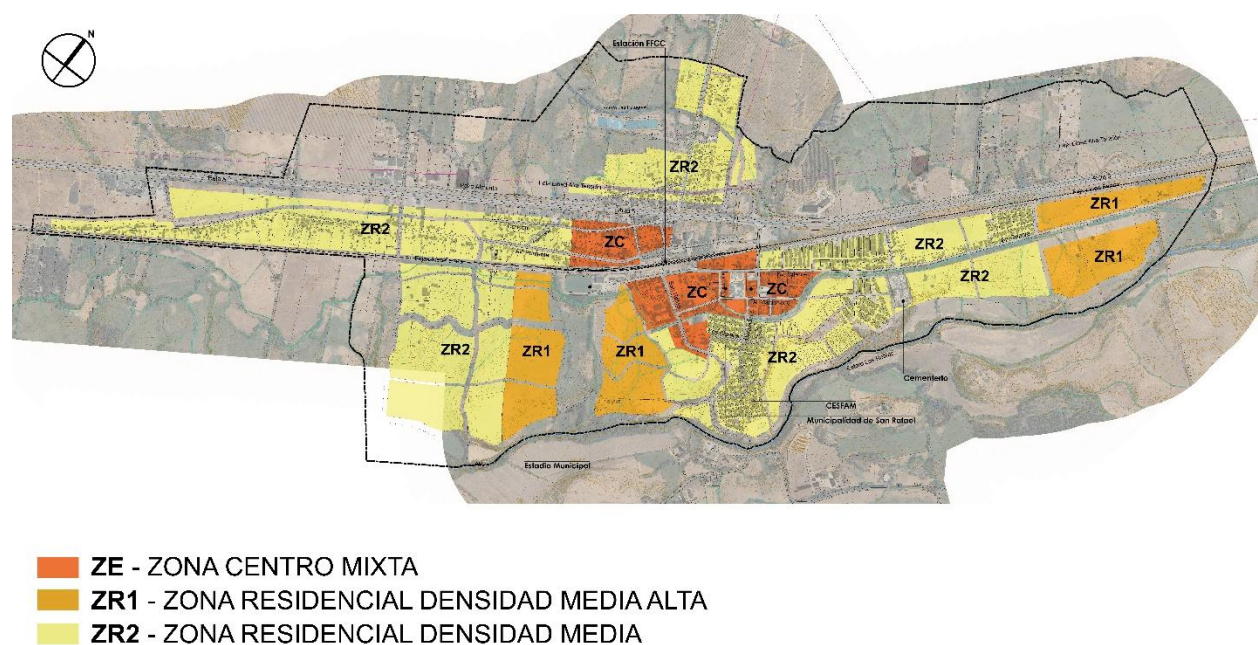 N
Estación FFCC
ZR2
ZR1
ZR2
ZR1
ZR2
ZC
ZR2
ZC
ZC
ZR2
ZR1
ZR1
ZR2
Cementerio
CESFAM
Municipalidad de San Rafael
Estadio Municipal
ZE - ZONA CENTRO MIXTA
ZR1 - ZONA RESIDENCIAL DENSIDAD MEDIA ALTA
ZR2 - ZONA RESIDENCIAL DENSIDAD MEDIA